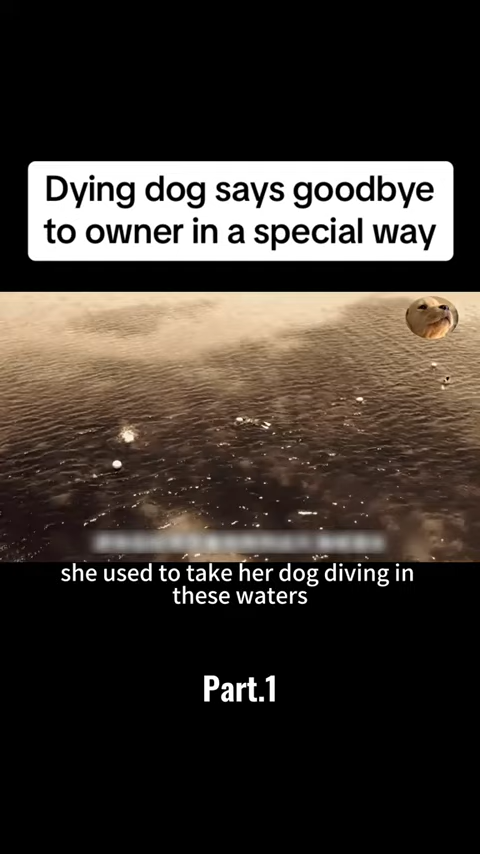 Dying dog says goodbye
to owner in a special way
she used to take her dog diving in
these waters
Part.1